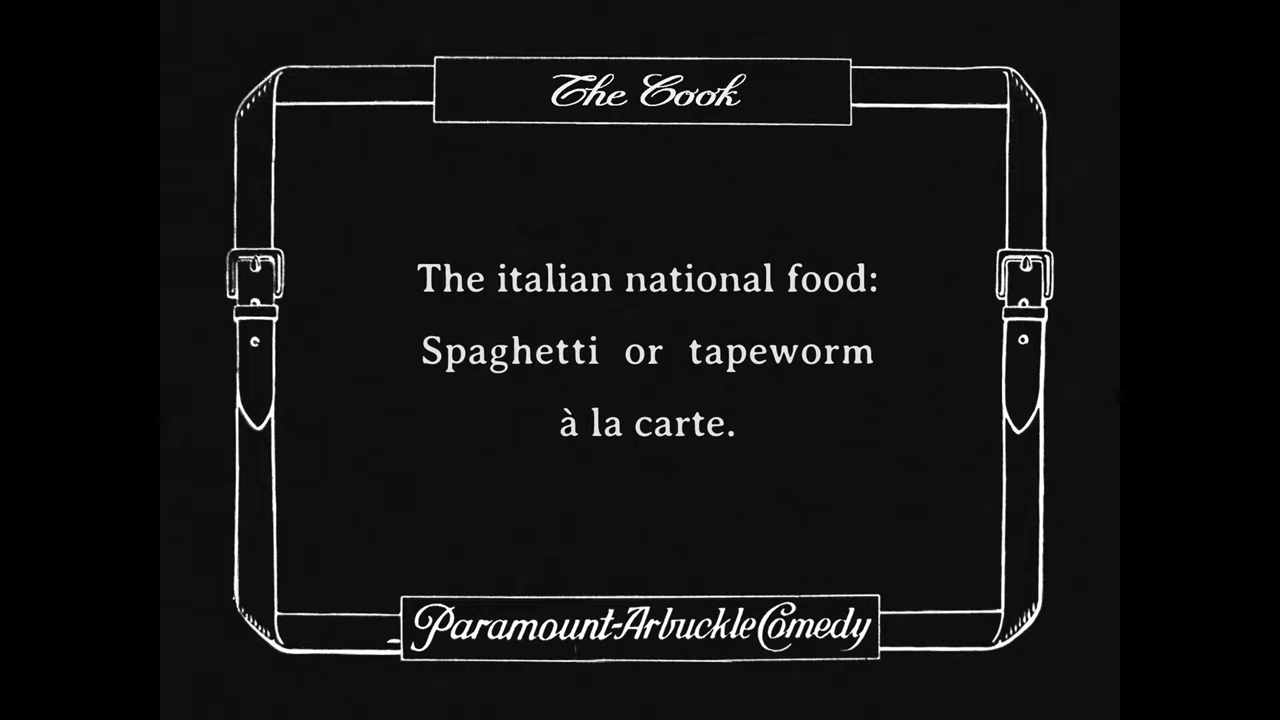 The Cook
The italian national food:
Spaghetti or tapeworm
à la carte.
Paramount-Arbuckle Comedy